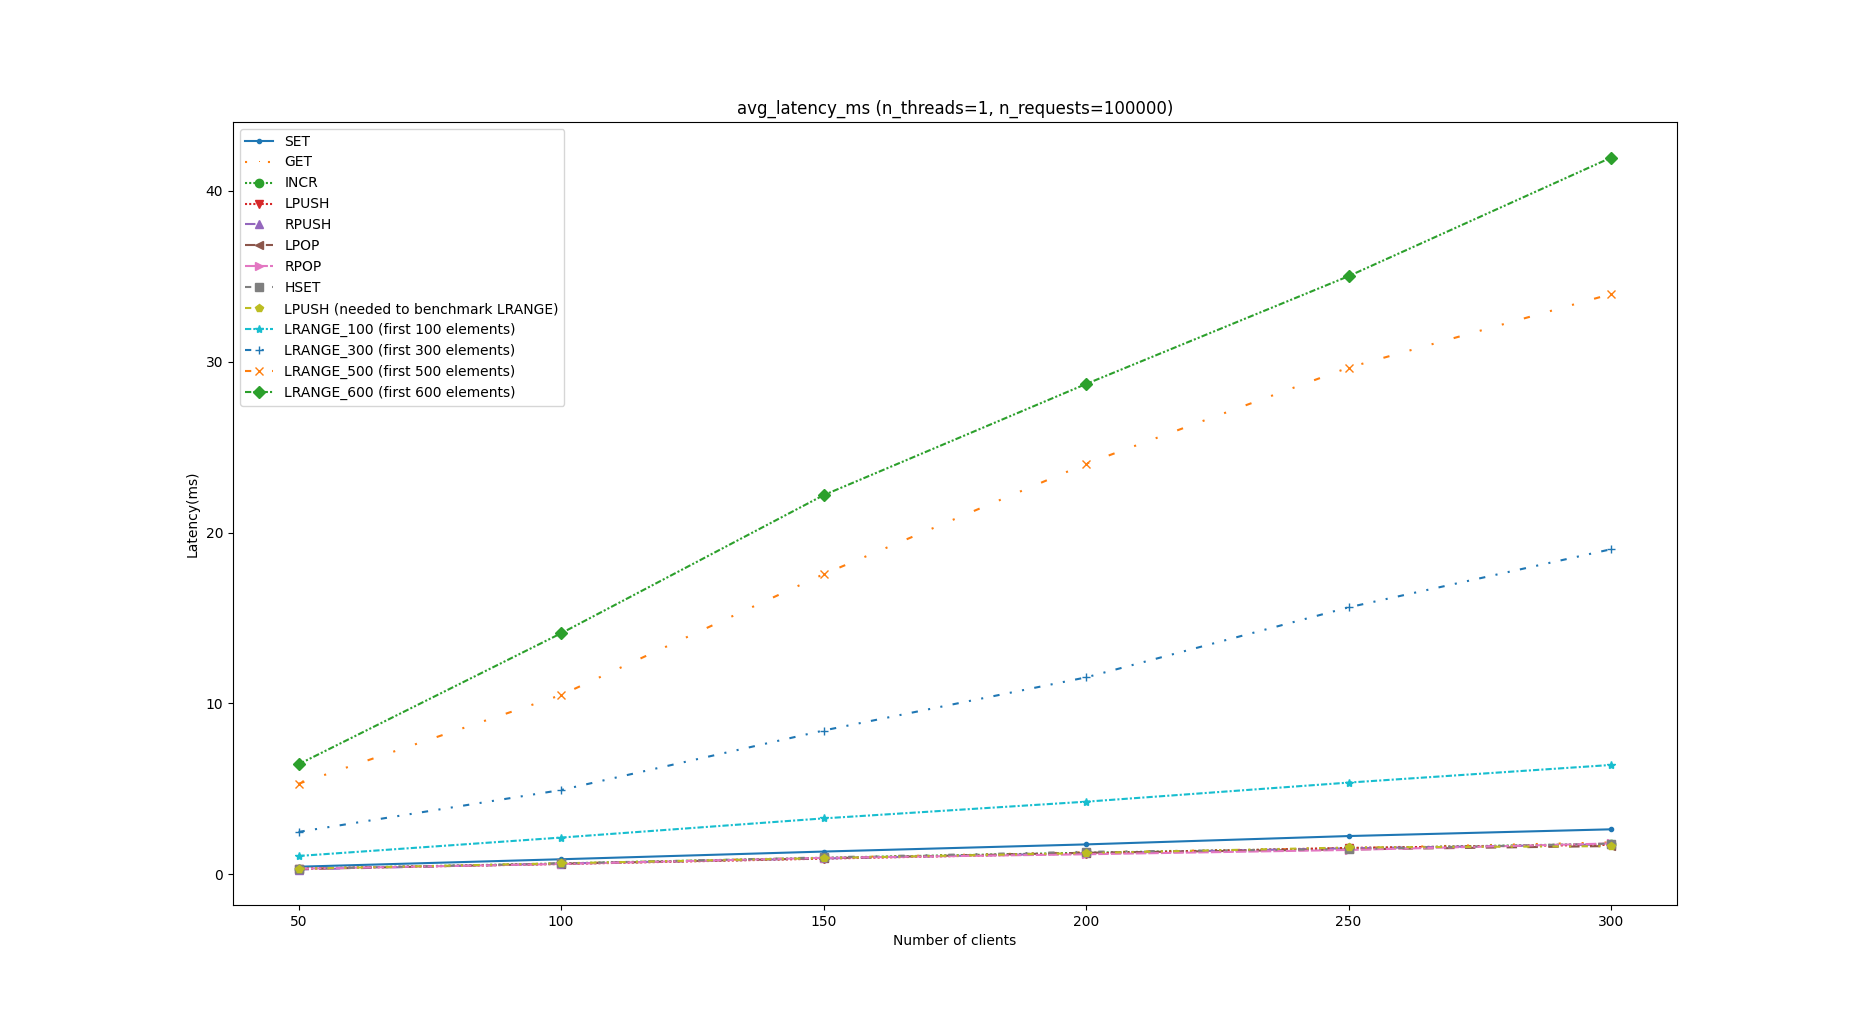 avg_latency_ms (n_threads=1, n_requests=100000)
SET
GET
INCR
LPUSH
RPUSH
LPOP
RPOP
HSET
LPUSH (needed to benchmark LRANGE)
LRANGE_100 (first 100 elements)
LRANGE_300 (first 300 elements)
LRANGE_500 (first 500 elements)
LRANGE_600 (first 600 elements)
Latency(ms)
40
30
20
10
0
50 100 150 200 250 300
Number of clients